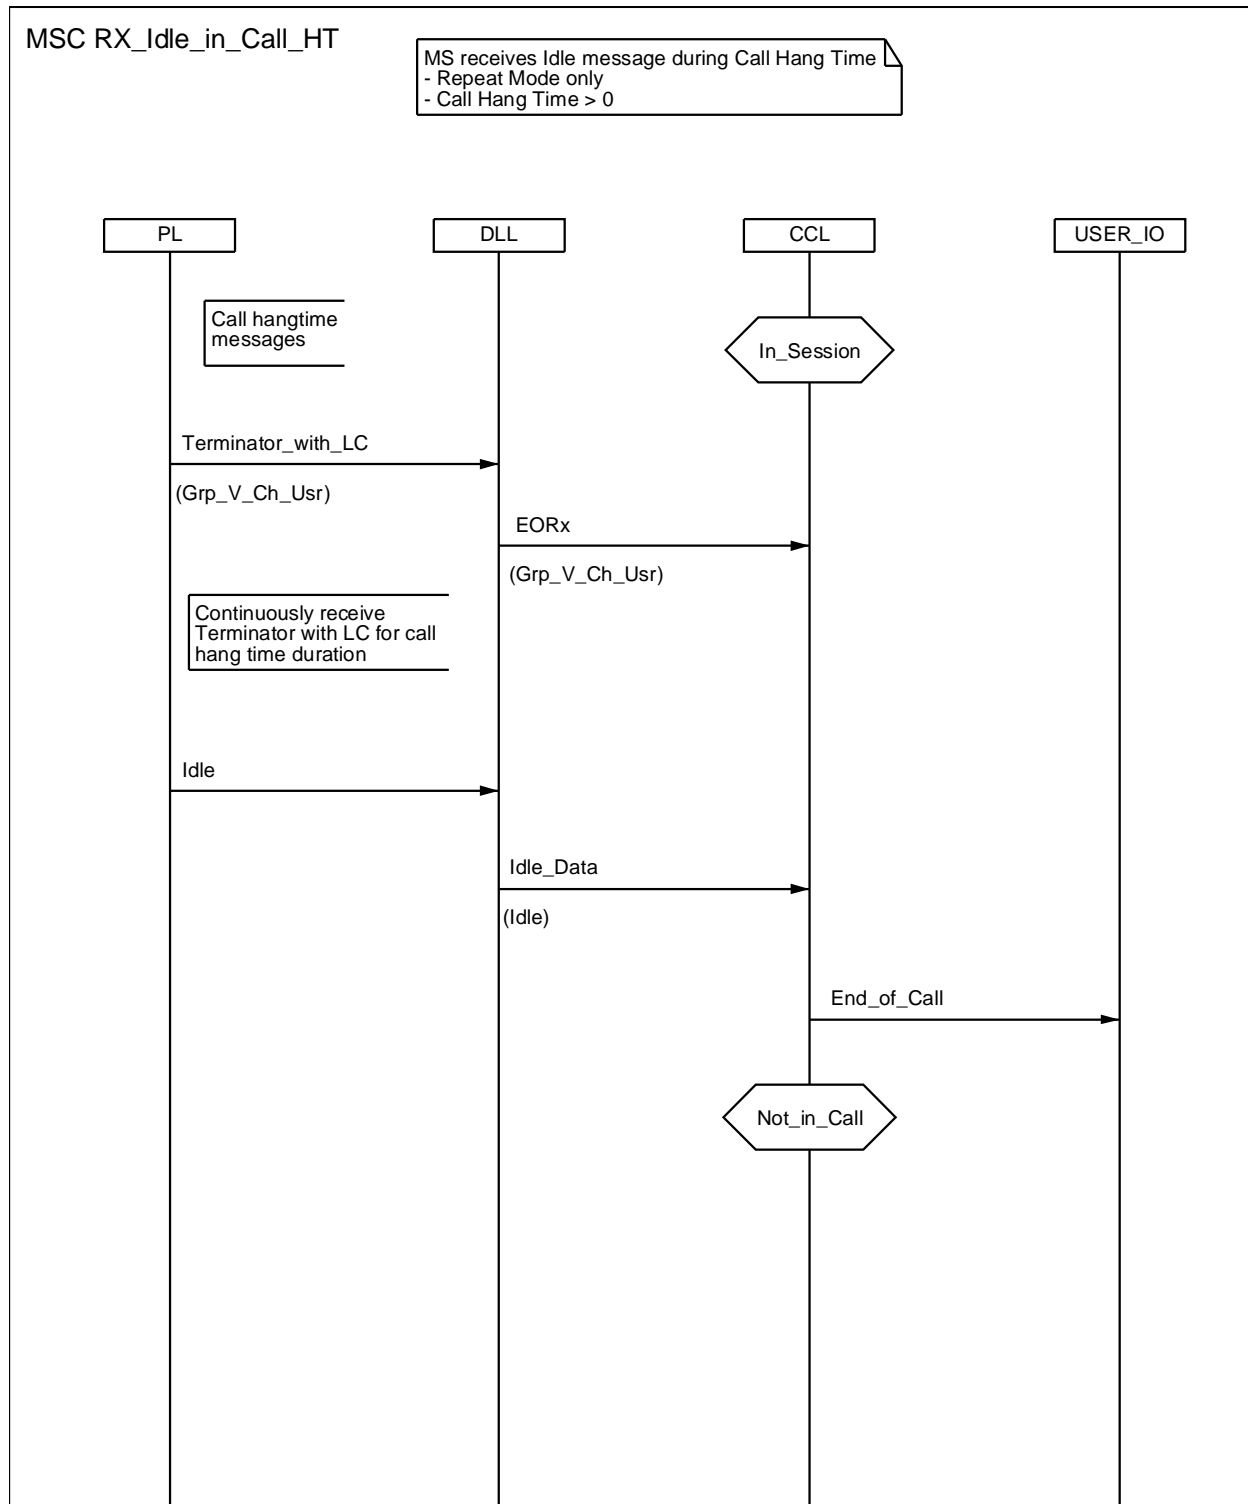 MSC RX_Idle_in_Call_HT
MS receives Idle message during Call Hang Time
- Repeat Mode only
- Call Hang Time > 0
PL
DLL
CCL
USER_IO
Call hangtime
messages
In_Session
Terminator_with_LC
(Grp_V_Ch_Usr)
EORx
(Grp_V_Ch_Usr)
Continuously receive
Terminator with LC for call
hang time duration
Idle
Idle_Data
(Idle)
End_of_Call
Not_in_Call